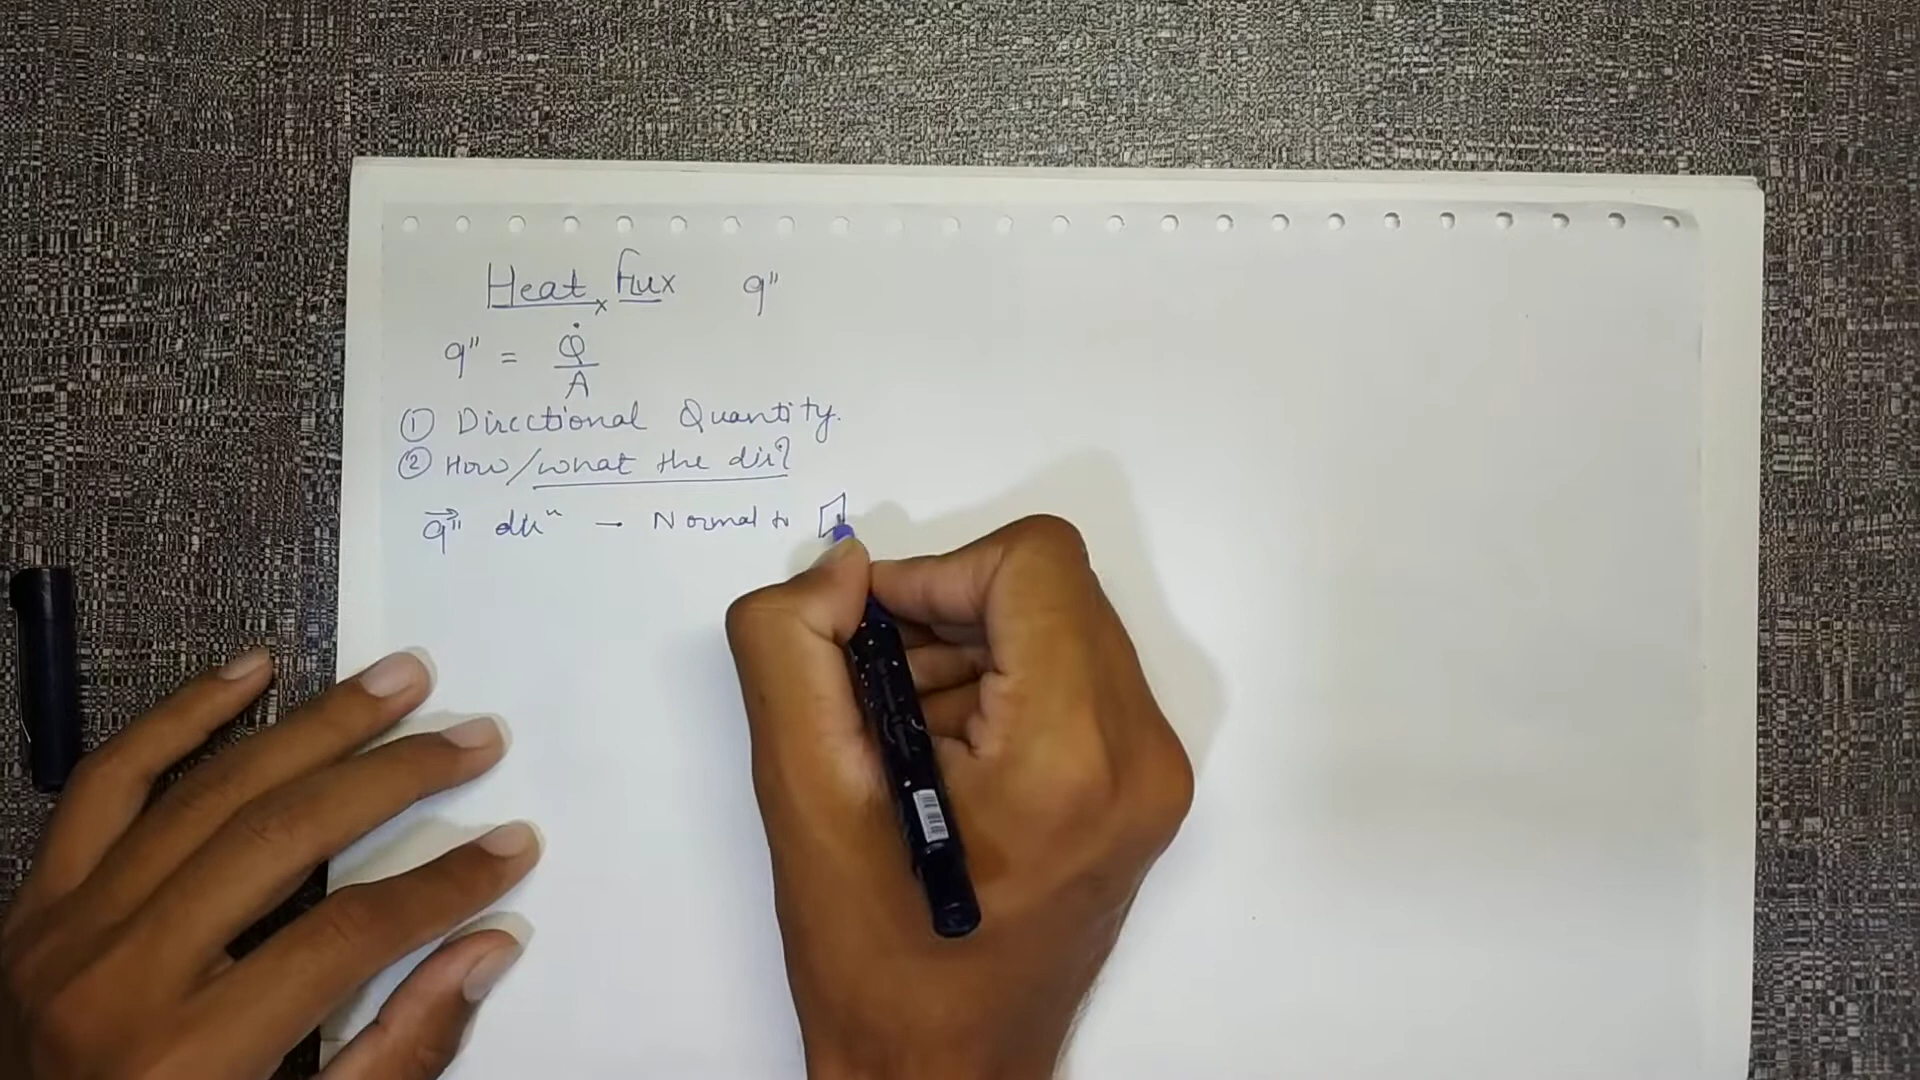 Heat Flux q"
q" = Q̇/A
① Directional Quantity.
② How/what the dir?
q⃗" dirⁿ – Normal to